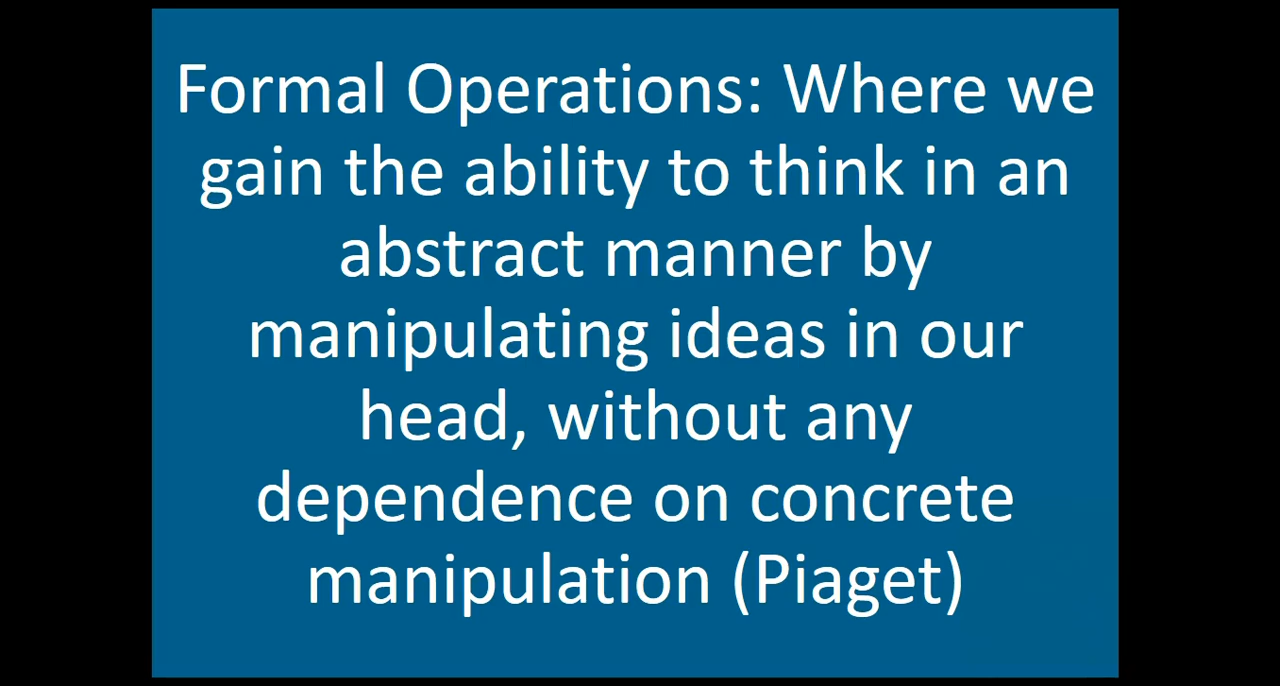 Formal Operations: Where we
gain the ability to think in an
abstract manner by
manipulating ideas in our
head, without any
dependence on concrete
manipulation (Piaget)